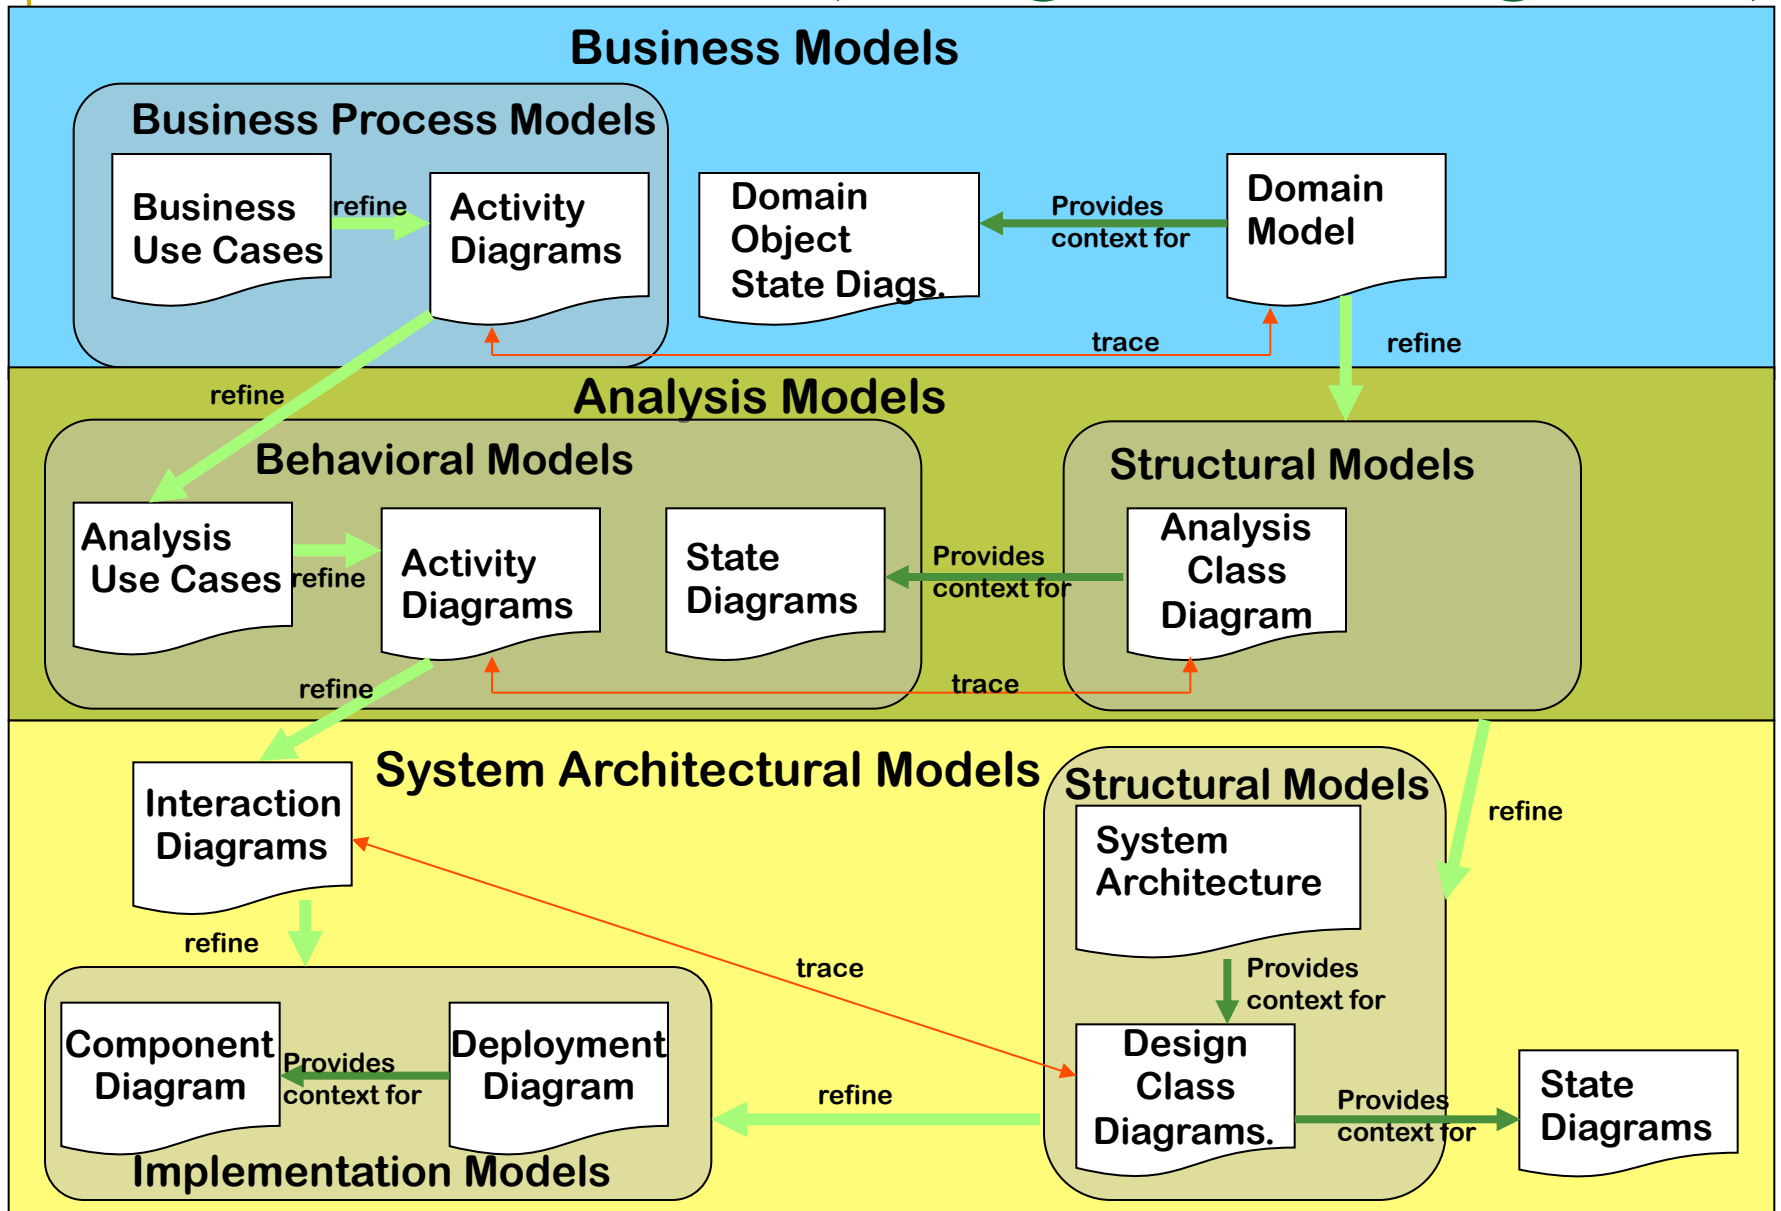 Business Models
Business Process Models
Business
Use Cases
refine
Activity
Diagrams
Domain
Object
State Diags.
Provides
context for
Domain
Model
trace
refine
refine
Analysis Models
Behavioral Models
Structural Models
Analysis
Use Cases
refine
Activity
Diagrams
State
Diagrams
Provides
context for
Analysis
Class
Diagram
refine
trace
System Architectural Models
Structural Models
refine
Interaction
Diagrams
System
Architecture
refine
trace
Provides
context for
Component
Diagram
Provides
context for
Deployment
Diagram
Implementation Models
refine
Design
Class
Diagrams.
Provides
context for
State
Diagrams